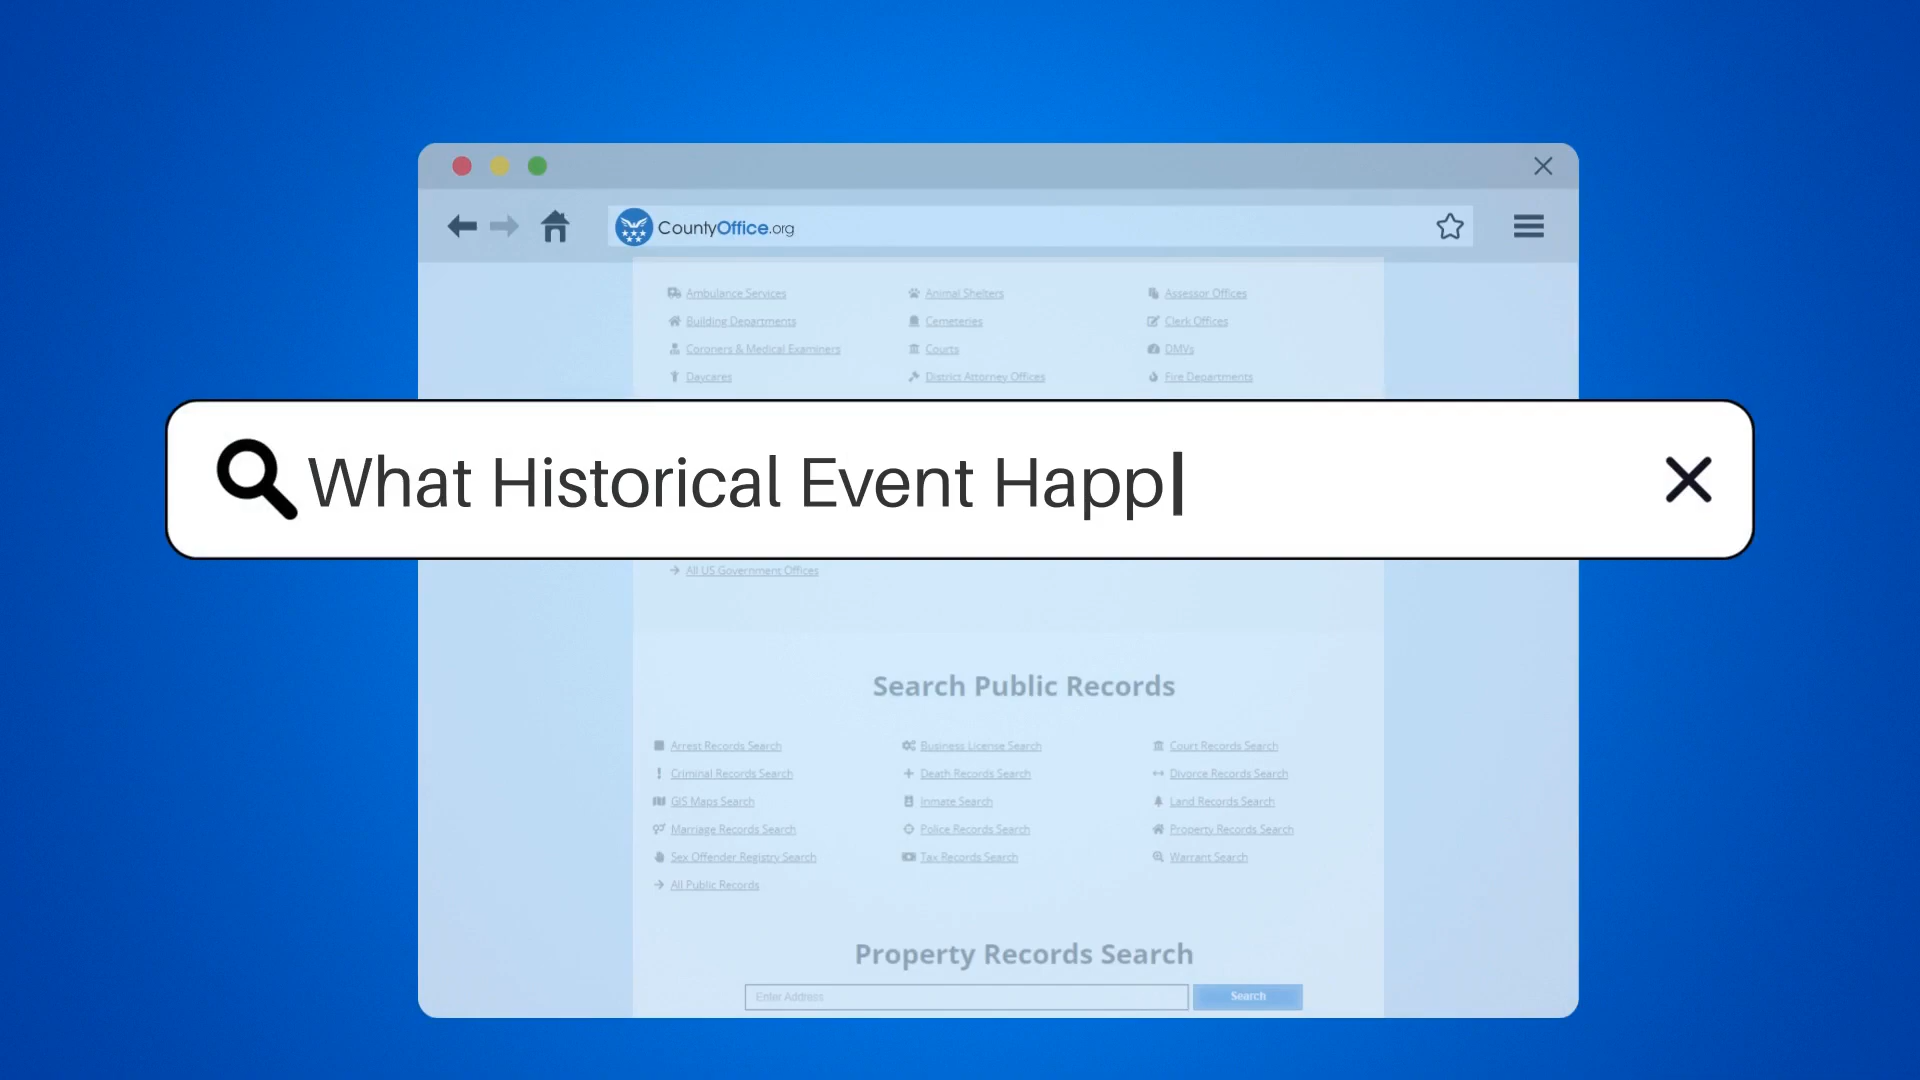 CountyOffice.org
Ambulance Services Animal Shelters Assessor Offices
Building Departments Cemeteries Clerk Offices
Coroners & Medical Examiners Courts DMVs
Daycares District Attorney Offices Fire Departments
What Historical Event Happ
All US Government Offices
Search Public Records
Arrest Records Search Business License Search Court Records Search
Criminal Records Search Death Records Search Divorce Records Search
GIS Maps Search Inmate Search Land Records Search
Marriage Records Search Police Records Search Property Records Search
Sex Offender Registry Search Tax Records Search Warrant Search
All Public Records
Property Records Search
Enter Address Search